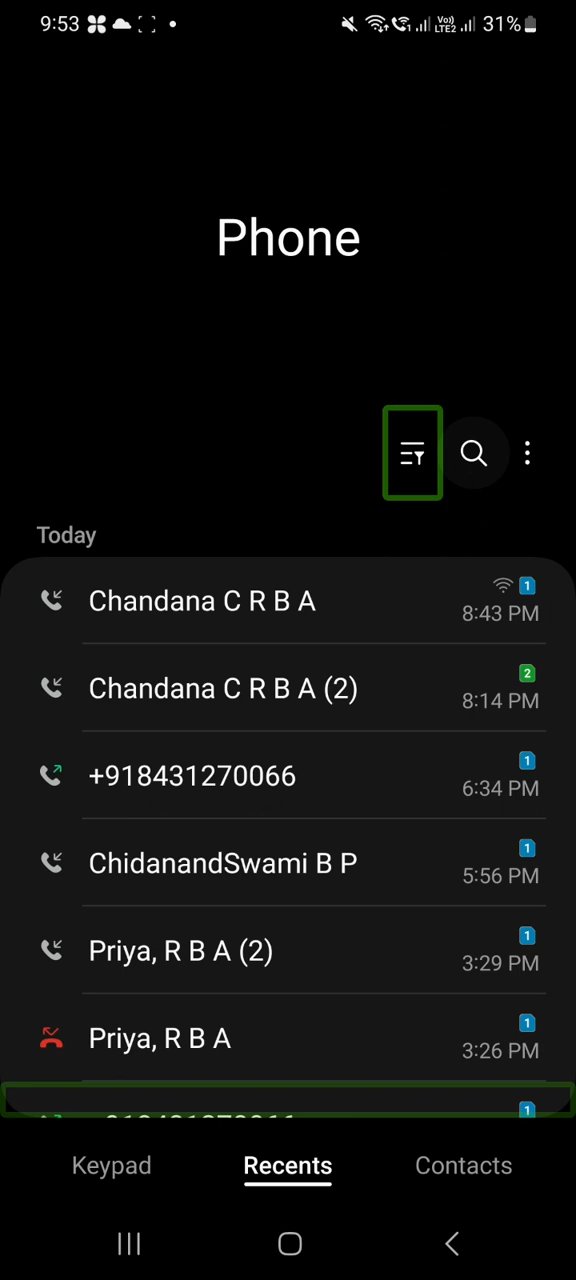 9:53
Vo)) LTE2 31%
Phone
Today
Chandana C R B A
1
8:43 PM
Chandana C R B A (2)
2
8:14 PM
+918431270066
1
6:34 PM
ChidanandSwami B P
1
5:56 PM
Priya, R B A (2)
1
3:29 PM
Priya, R B A
1
3:26 PM
1
Keypad Recents Contacts